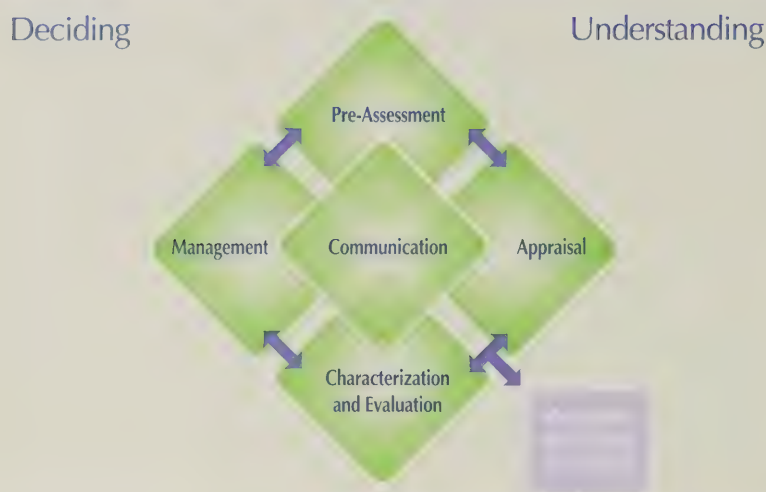 Deciding
Understanding
Pre-Assessment
Management
Communication
Appraisal
Characterization
and Evaluation